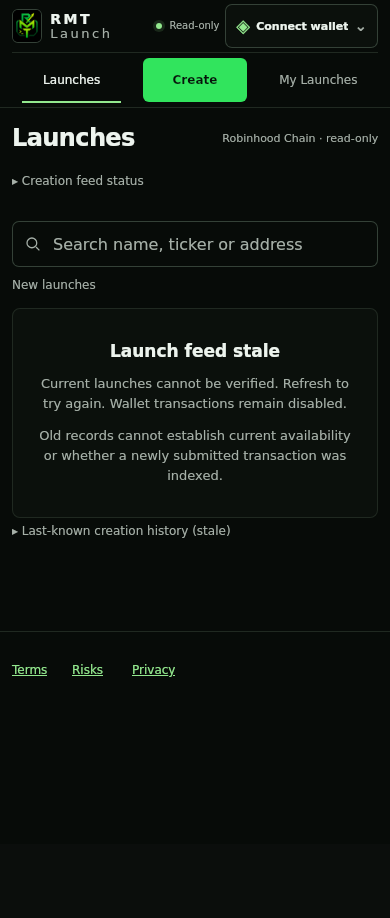 RMT
Launch
Read-only
Connect wallet
Launches
Create
My Launches
Launches
Robinhood Chain · read-only
▸ Creation feed status
Search name, ticker or address
New launches
Launch feed stale
Current launches cannot be verified. Refresh to
try again. Wallet transactions remain disabled.
Old records cannot establish current availability
or whether a newly submitted transaction was
indexed.
▸ Last-known creation history (stale)
Terms
Risks
Privacy